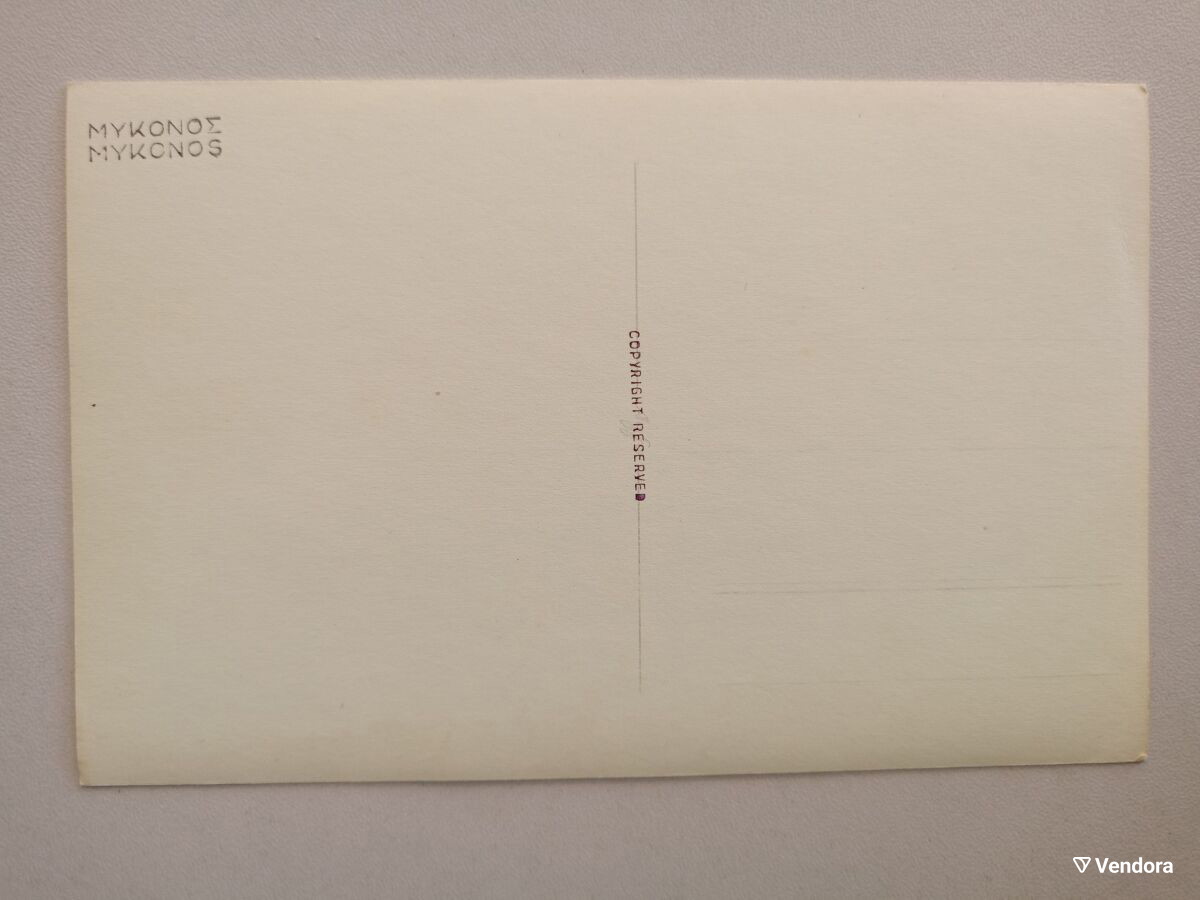 ΜΥΚΟΝΟΣ
MYKONOS
COPYRIGHT RESERVED
Vendora